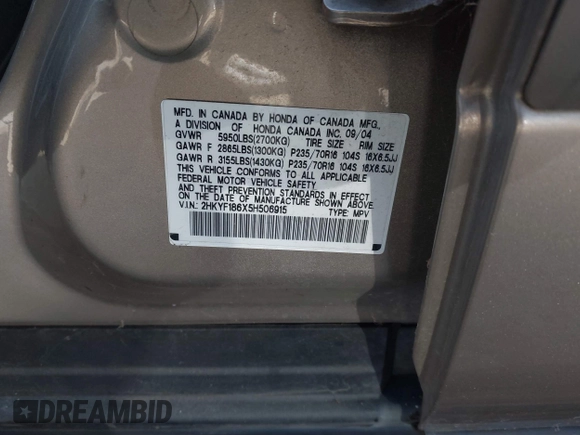 MFD. IN CANADA BY HONDA OF CANADA MFG.,
A DIVISION OF HONDA CANADA INC. 09/04
GVWR 5950LBS(2700KG) TIRE SIZE RIM SIZE
GAWR F 2865LBS(1300KG) P235/70R16 104S 16X6.5JJ
GAWR R 3155LBS(1430KG) P235/70R16 104S 16X6.5JJ
THIS VEHICLE CONFORMS TO ALL APPLICABLE
FEDERAL MOTOR VEHICLE SAFETY
AND THEFT PREVENTION STANDARDS IN EFFECT
ON THE DATE OF MANUFACTURE SHOWN ABOVE.
V.I.N.: 2HKYF186X5H506915 TYPE: MPV
DREAMBID